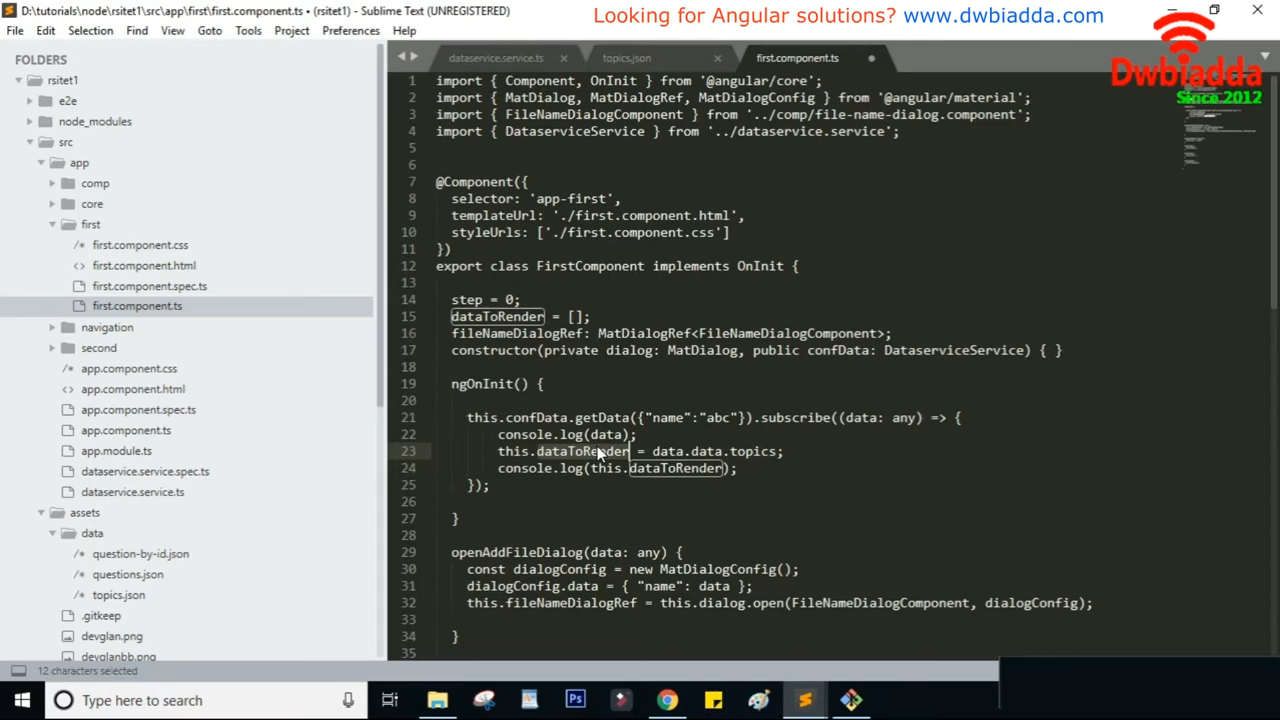 D:\tutorials\node\rsitet1\src\app\first\first.component.ts • (rsitet1) - Sublime Text (UNREGISTERED)
Looking for Angular solutions? www.dwbiadda.com
File Edit Selection Find View Goto Tools Project Preferences Help
Dwbiadda
Since 2012
FOLDERS
rsitet1
e2e
node_modules
src
app
comp
core
first
first.component.css
first.component.html
first.component.spec.ts
first.component.ts
navigation
second
app.component.css
app.component.html
app.component.spec.ts
app.component.ts
app.module.ts
dataservice.service.spec.ts
dataservice.service.ts
assets
data
question-by-id.json
questions.json
topics.json
.gitkeep
devglan.png
devglanbb.png
dataservice.service.ts topics.json first.component.ts
1 import { Component, OnInit } from '@angular/core';
2 import { MatDialog, MatDialogRef, MatDialogConfig } from '@angular/material';
3 import { FileNameDialogComponent } from '../comp/file-name-dialog.component';
4 import { DataserviceService } from '../dataservice.service';
5
6
7 @Component({
8 selector: 'app-first',
9 templateUrl: './first.component.html',
10 styleUrls: ['./first.component.css']
11 })
12 export class FirstComponent implements OnInit {
13
14 step = 0;
15 dataToRender = [];
16 fileNameDialogRef: MatDialogRef<FileNameDialogComponent>;
17 constructor(private dialog: MatDialog, public confData: DataserviceService) { }
18
19 ngOnInit() {
20
21 this.confData.getData({"name":"abc"}).subscribe((data: any) => {
22 console.log(data);
23 this.dataToRender = data.data.topics;
24 console.log(this.dataToRender);
25 });
26
27 }
28
29 openAddFileDialog(data: any) {
30 const dialogConfig = new MatDialogConfig();
31 dialogConfig.data = { "name": data };
32 this.fileNameDialogRef = this.dialog.open(FileNameDialogComponent, dialogConfig);
33
34 }
35
12 characters selected
Type here to search
Ps